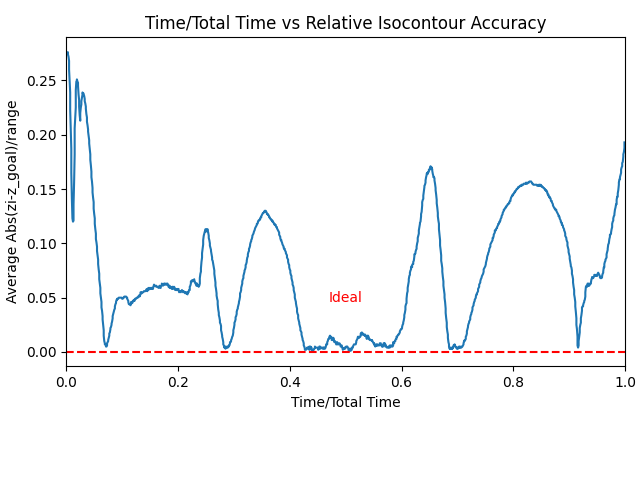 Time/Total Time vs Relative Isocontour Accuracy
Average Abs(zi-z_goal)/range
0.25
0.20
0.15
0.10
0.05
0.00
Ideal
0.0 0.2 0.4 0.6 0.8 1.0
Time/Total Time